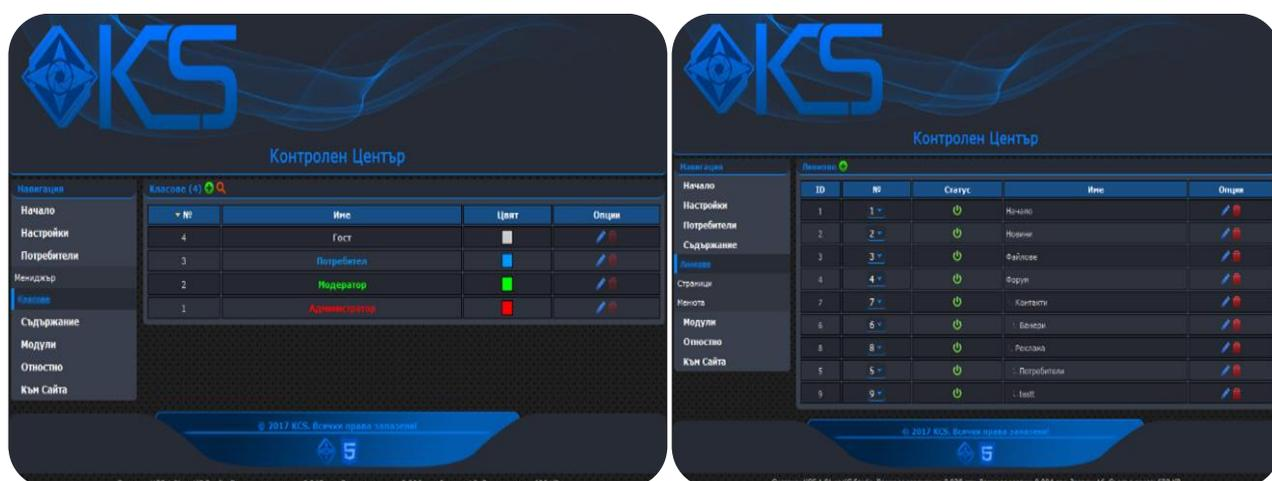 KCS
Контролен Център
Навигация
Класове (4)
Начало
Настройки
Потребители
Мениджър
Класове
Съдържание
Модули
Отностно
Към Сайта
№ Име Цвят Опции
4 Гост
3 Потребител
2 Модератор
1 Администратор
© 2017 KCS. Всички права запазени!
5
KCS
Контролен Център
Навигация
Линкове
Начало
Настройки
Потребители
Съдържание
Линкове
Страници
Менюта
Модули
Отностно
Към Сайта
ID № Статус Име Опции
1 1 Начало
2 2 Новини
3 3 Файлове
4 4 Форум
7 7 Контакти
6 6 Банери
8 8 Реклама
5 5 Потребители
9 9 testt
© 2017 KCS. Всички права запазени!
5